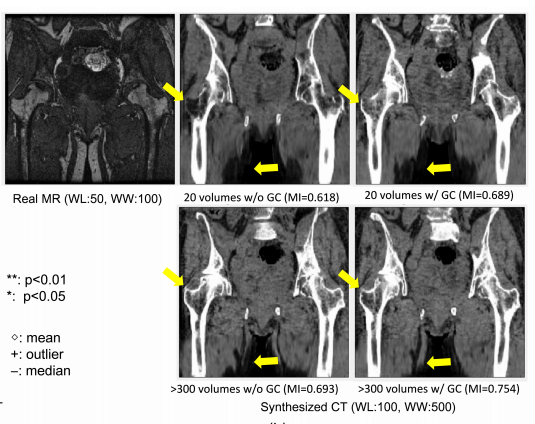 Real MR (WL:50, WW:100)
20 volumes w/o GC (MI=0.618)
20 volumes w/ GC (MI=0.689)
**: p<0.01
*: p<0.05
⋄: mean
+: outlier
–: median
>300 volumes w/o GC (MI=0.693)
>300 volumes w/ GC (MI=0.754)
Synthesized CT (WL:100, WW:500)